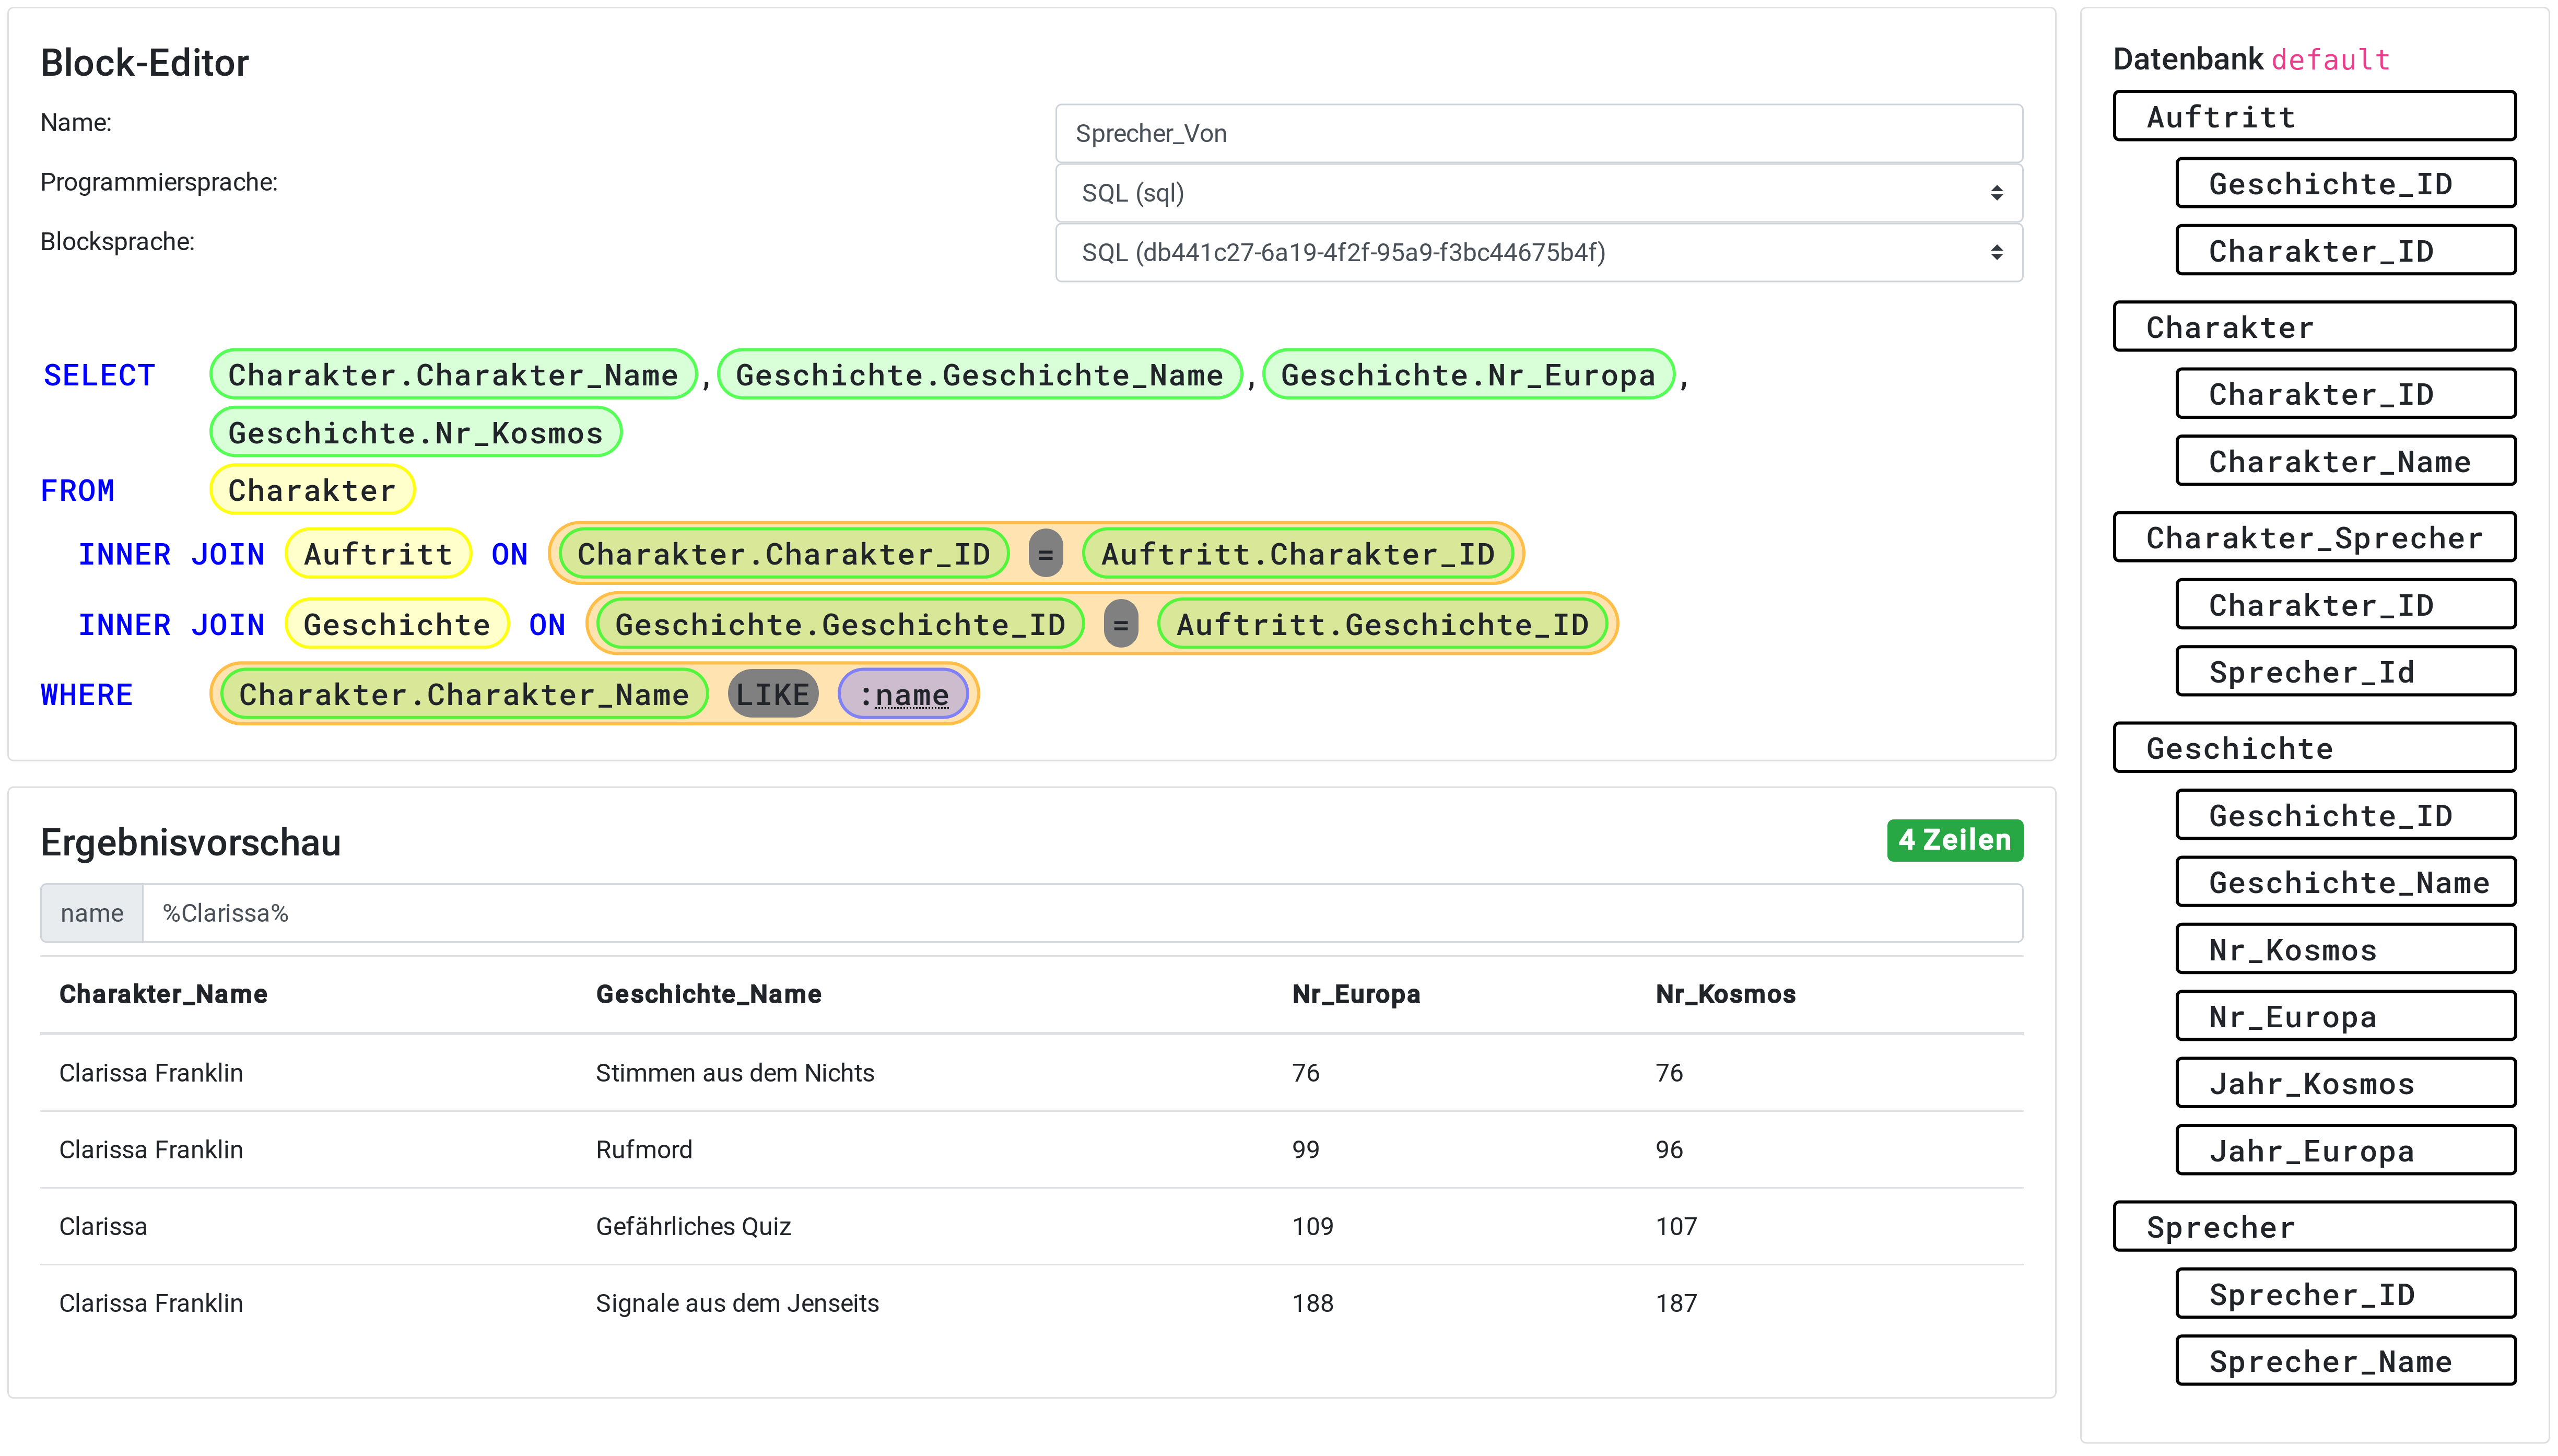 Block-Editor
Name:
Sprecher_Von
Programmiersprache:
SQL (sql)
Blocksprache:
SQL (db441c27-6a19-4f2f-95a9-f3bc44675b4f)
SELECT Charakter.Charakter_Name , Geschichte.Geschichte_Name , Geschichte.Nr_Europa ,
Geschichte.Nr_Kosmos
FROM Charakter
INNER JOIN Auftritt ON Charakter.Charakter_ID = Auftritt.Charakter_ID
INNER JOIN Geschichte ON Geschichte.Geschichte_ID = Auftritt.Geschichte_ID
WHERE Charakter.Charakter_Name LIKE :name
Ergebnisvorschau
4 Zeilen
name %Clarissa%
Charakter_Name Geschichte_Name Nr_Europa Nr_Kosmos
Clarissa Franklin Stimmen aus dem Nichts 76 76
Clarissa Franklin Rufmord 99 96
Clarissa Gefährliches Quiz 109 107
Clarissa Franklin Signale aus dem Jenseits 188 187
Datenbank default
Auftritt
Geschichte_ID
Charakter_ID
Charakter
Charakter_ID
Charakter_Name
Charakter_Sprecher
Charakter_ID
Sprecher_Id
Geschichte
Geschichte_ID
Geschichte_Name
Nr_Kosmos
Nr_Europa
Jahr_Kosmos
Jahr_Europa
Sprecher
Sprecher_ID
Sprecher_Name